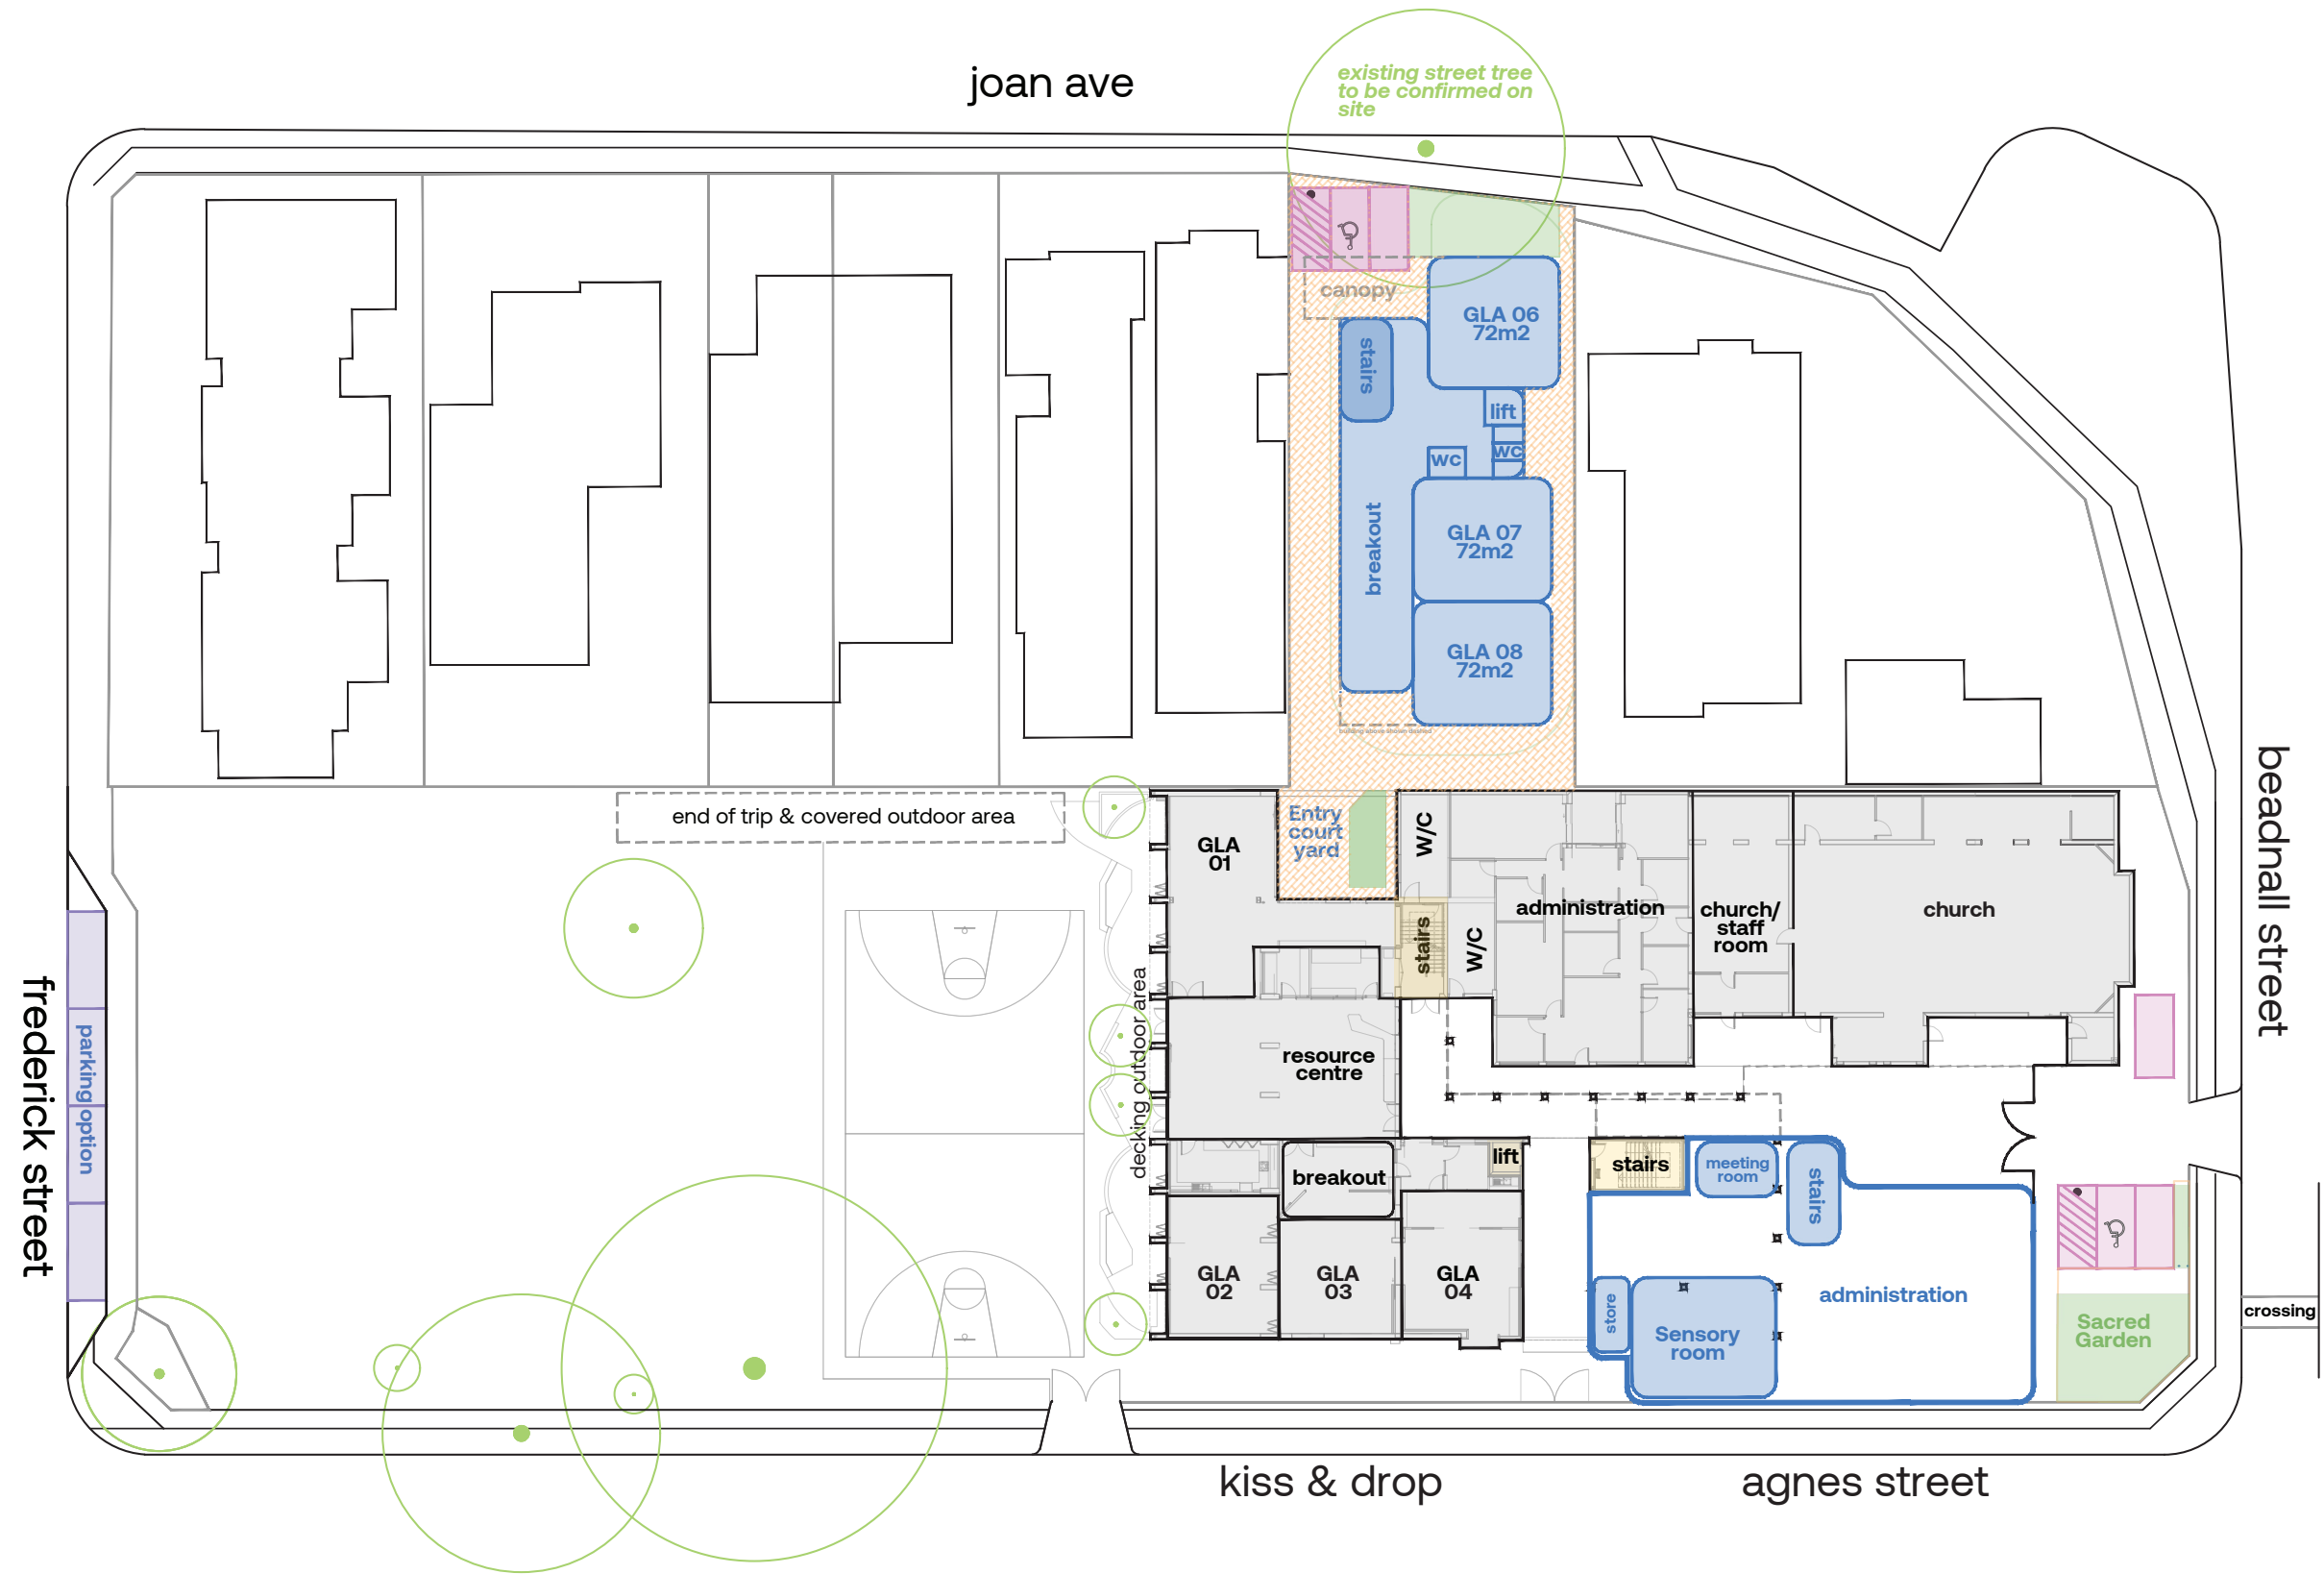 joan ave
existing street tree
to be confirmed on
site
canopy
GLA 06
72m2
stairs
lift
wc
wc
breakout
GLA 07
72m2
GLA 08
72m2
building above shown dashed
end of trip & covered outdoor area
Entry
court
yard
GLA
01
W/C
stairs
W/C
administration
church/
staff
room
church
beadnall street
frederick street
parking option
decking outdoor area
resource
centre
breakout
lift
stairs
meeting
room
stairs
GLA
02
GLA
03
GLA
04
store
Sensory
room
administration
Sacred
Garden
crossing
kiss & drop
agnes street